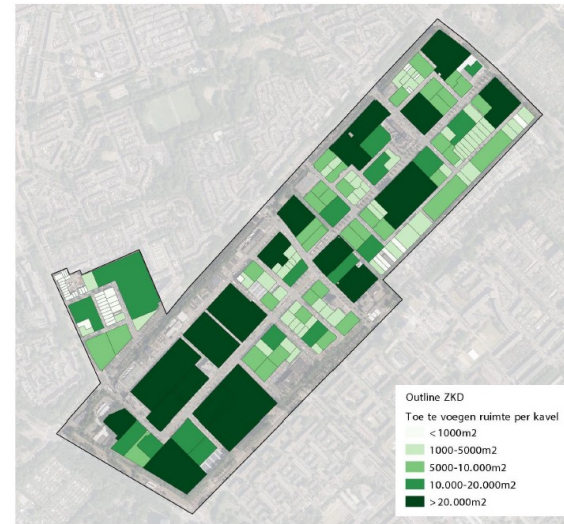 Outline ZKD
Toe te voegen ruimte per kavel
<1000m2
1000-5000m2
5000-10.000m2
10.000-20.000m2
>20.000m2